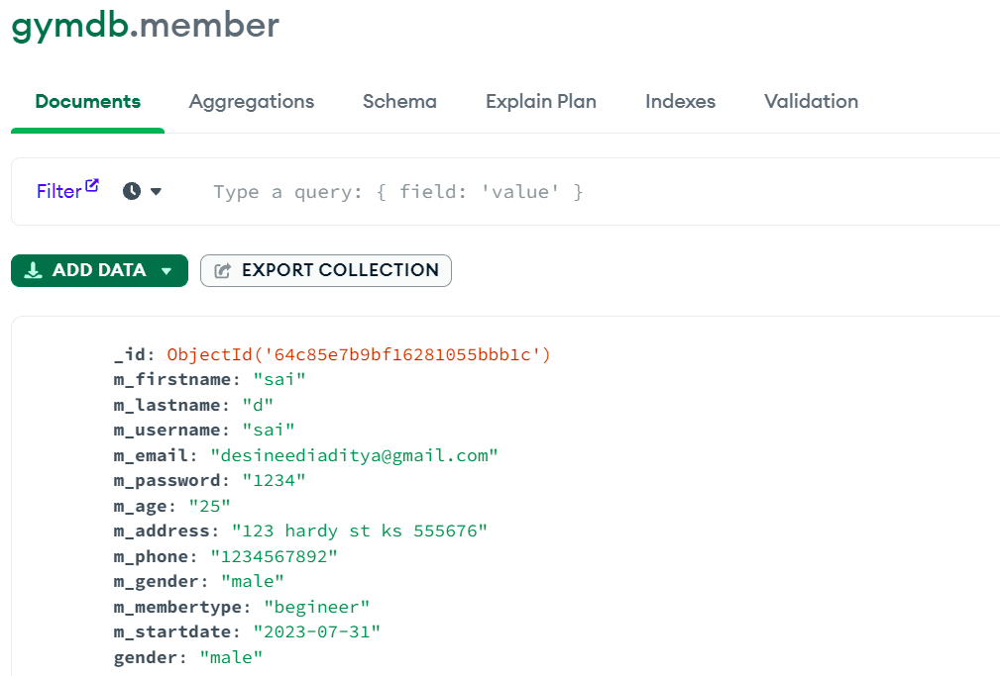 gymdb.member
Documents Aggregations Schema Explain Plan Indexes Validation
Filter Type a query: { field: 'value' }
ADD DATA EXPORT COLLECTION
_id: ObjectId('64c85e7b9bf16281055bbb1c')
m_firstname: "sai"
m_lastname: "d"
m_username: "sai"
m_email: "desineediaditya@gmail.com"
m_password: "1234"
m_age: "25"
m_address: "123 hardy st ks 555676"
m_phone: "1234567892"
m_gender: "male"
m_membertype: "begineer"
m_startdate: "2023-07-31"
gender: "male"